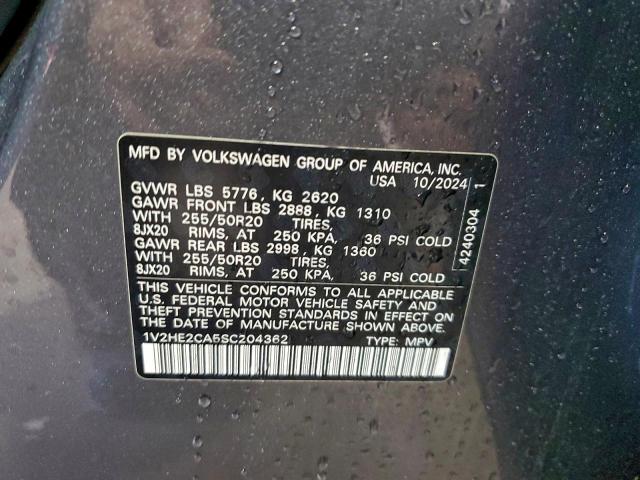 MFD BY VOLKSWAGEN GROUP OF AMERICA, INC.
USA 10/2024
GVWR LBS 5776, KG 2620
GAWR FRONT LBS 2888, KG 1310
WITH 255/50R20 TIRES,
8JX20 RIMS, AT 250 KPA, 36 PSI COLD
GAWR REAR LBS 2998, KG 1360
WITH 255/50R20 TIRES,
8JX20 RIMS, AT 250 KPA, 36 PSI COLD
THIS VEHICLE CONFORMS TO ALL APPLICABLE
U.S. FEDERAL MOTOR VEHICLE SAFETY AND
THEFT PREVENTION STANDARDS IN EFFECT ON
THE DATE OF MANUFACTURE SHOWN ABOVE.
1V2HE2CA5SC204362 TYPE: MPV
4240304 1